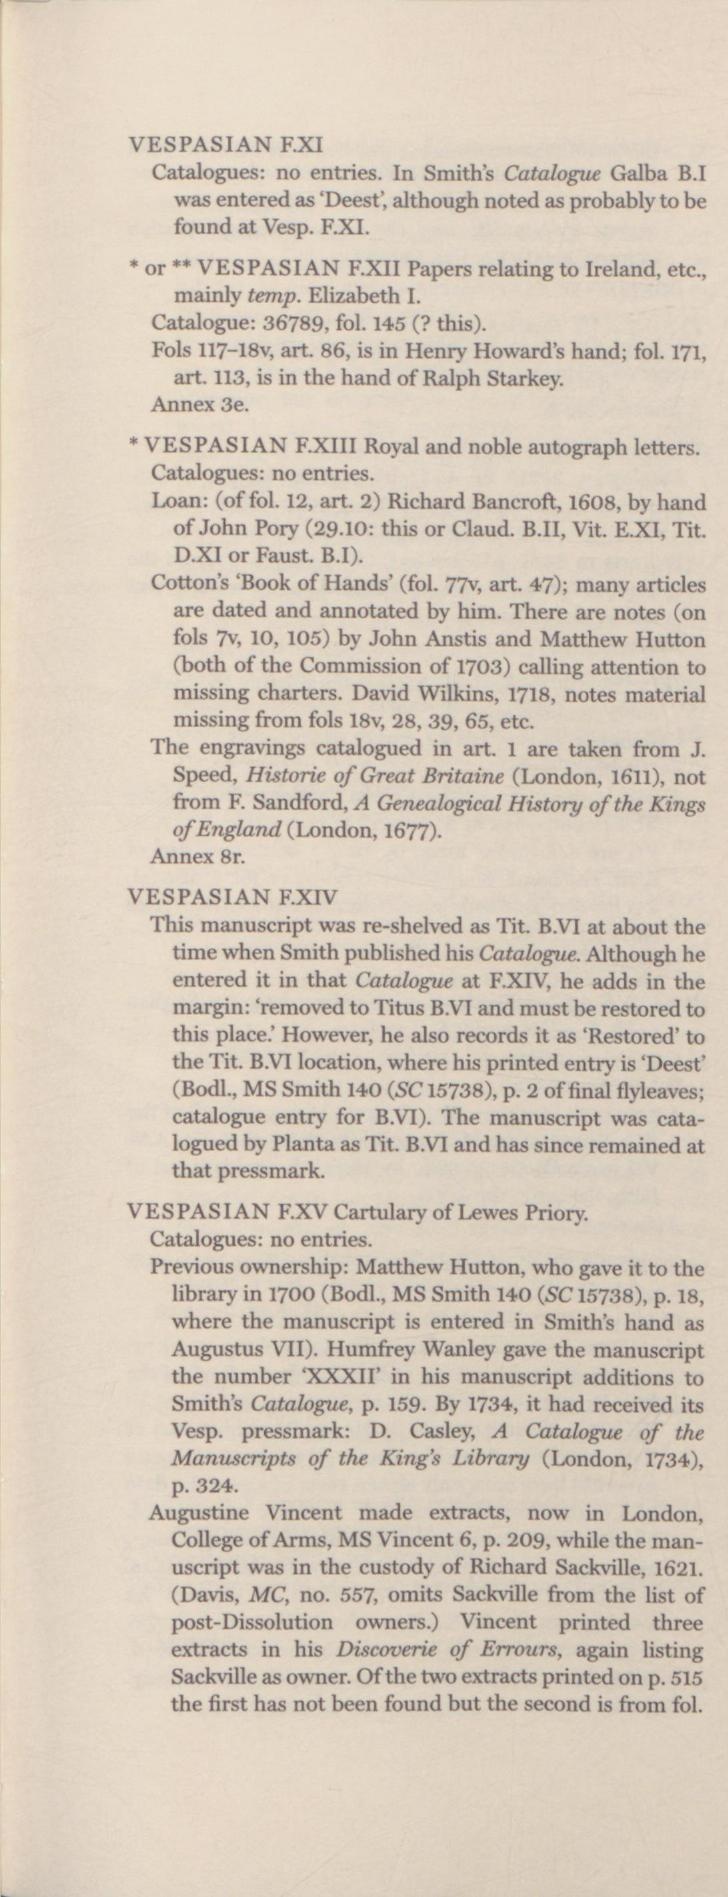 VESPASIAN F.XI
Catalogues: no entries. In Smith's Catalogue Galba B.I
was entered as 'Deest', although noted as probably to be
found at Vesp. F.XI.
* or ** VESPASIAN F.XII Papers relating to Ireland, etc.,
mainly temp. Elizabeth I.
Catalogue: 36789, fol. 145 (? this).
Fols 117–18v, art. 86, is in Henry Howard's hand; fol. 171,
art. 113, is in the hand of Ralph Starkey.
Annex 3e.
* VESPASIAN F.XIII Royal and noble autograph letters.
Catalogues: no entries.
Loan: (of fol. 12, art. 2) Richard Bancroft, 1608, by hand
of John Pory (29.10: this or Claud. B.II, Vit. E.XI, Tit.
D.XI or Faust. B.I).
Cotton's 'Book of Hands' (fol. 77v, art. 47); many articles
are dated and annotated by him. There are notes (on
fols 7v, 10, 105) by John Anstis and Matthew Hutton
(both of the Commission of 1703) calling attention to
missing charters. David Wilkins, 1718, notes material
missing from fols 18v, 28, 39, 65, etc.
The engravings catalogued in art. 1 are taken from J.
Speed, Historie of Great Britaine (London, 1611), not
from F. Sandford, A Genealogical History of the Kings
of England (London, 1677).
Annex 8r.
VESPASIAN F.XIV
This manuscript was re-shelved as Tit. B.VI at about the
time when Smith published his Catalogue. Although he
entered it in that Catalogue at F.XIV, he adds in the
margin: 'removed to Titus B.VI and must be restored to
this place.' However, he also records it as 'Restored' to
the Tit. B.VI location, where his printed entry is 'Deest'
(Bodl., MS Smith 140 (SC 15738), p. 2 of final flyleaves;
catalogue entry for B.VI). The manuscript was cata-
logued by Planta as Tit. B.VI and has since remained at
that pressmark.
VESPASIAN F.XV Cartulary of Lewes Priory.
Catalogues: no entries.
Previous ownership: Matthew Hutton, who gave it to the
library in 1700 (Bodl., MS Smith 140 (SC 15738), p. 18,
where the manuscript is entered in Smith's hand as
Augustus VII). Humfrey Wanley gave the manuscript
the number 'XXXII' in his manuscript additions to
Smith's Catalogue, p. 159. By 1734, it had received its
Vesp. pressmark: D. Casley, A Catalogue of the
Manuscripts of the King's Library (London, 1734),
p. 324.
Augustine Vincent made extracts, now in London,
College of Arms, MS Vincent 6, p. 209, while the man-
uscript was in the custody of Richard Sackville, 1621.
(Davis, MC, no. 557, omits Sackville from the list of
post-Dissolution owners.) Vincent printed three
extracts in his Discoverie of Errours, again listing
Sackville as owner. Of the two extracts printed on p. 515
the first has not been found but the second is from fol.